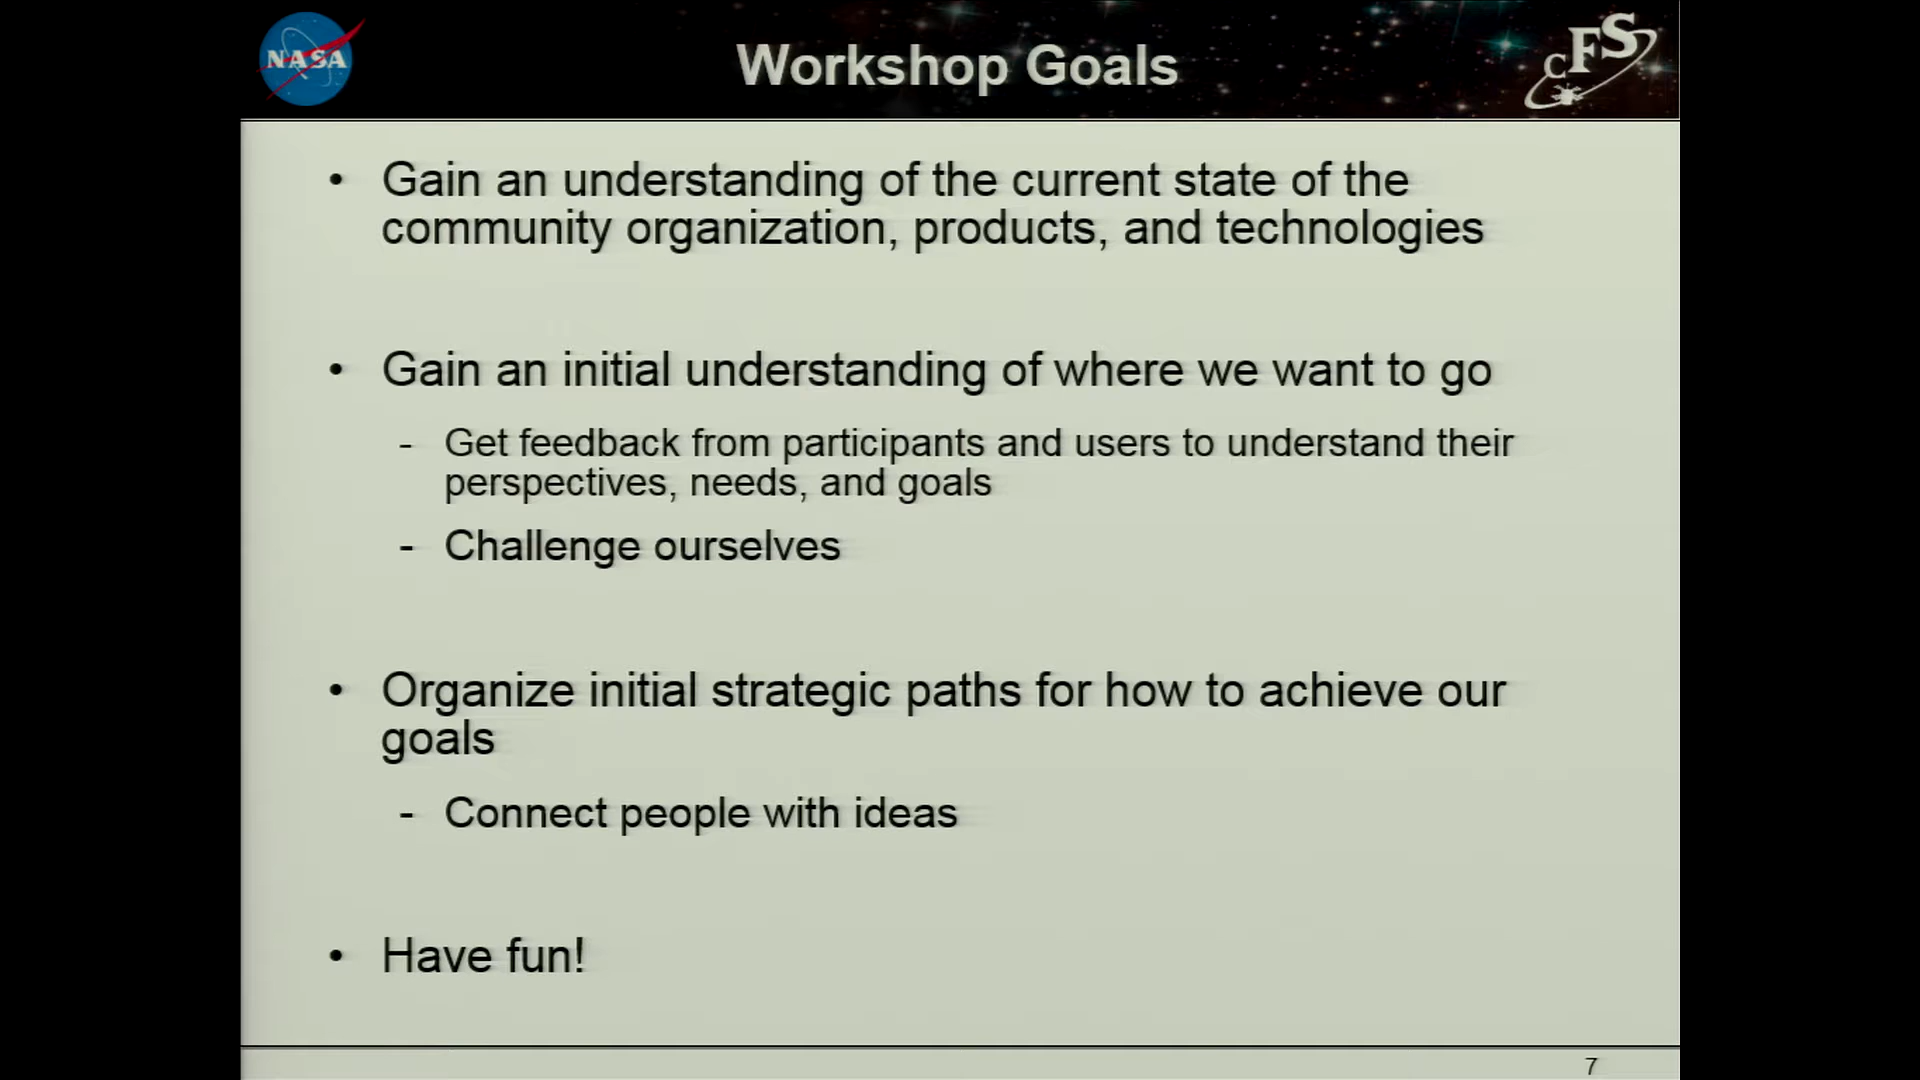 NASA
Workshop Goals
cFS
• Gain an understanding of the current state of the
community organization, products, and technologies
• Gain an initial understanding of where we want to go
- Get feedback from participants and users to understand their
perspectives, needs, and goals
- Challenge ourselves
• Organize initial strategic paths for how to achieve our
goals
- Connect people with ideas
• Have fun!
7